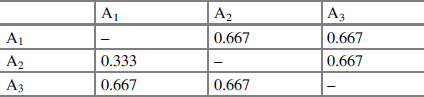 A₁ A₂ A₃
A₁ – 0.667 0.667
A₂ 0.333 – 0.667
A₃ 0.667 0.667 –